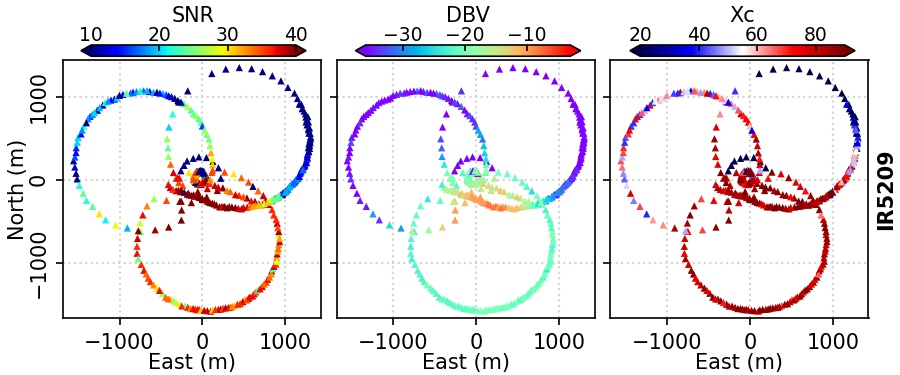 SNR DBV Xc
10 20 30 40 −30 −20 −10 20 40 60 80
1000
0
−1000
North (m)
−1000 0 1000 −1000 0 1000 −1000 0 1000
East (m) East (m) East (m)
IR5209